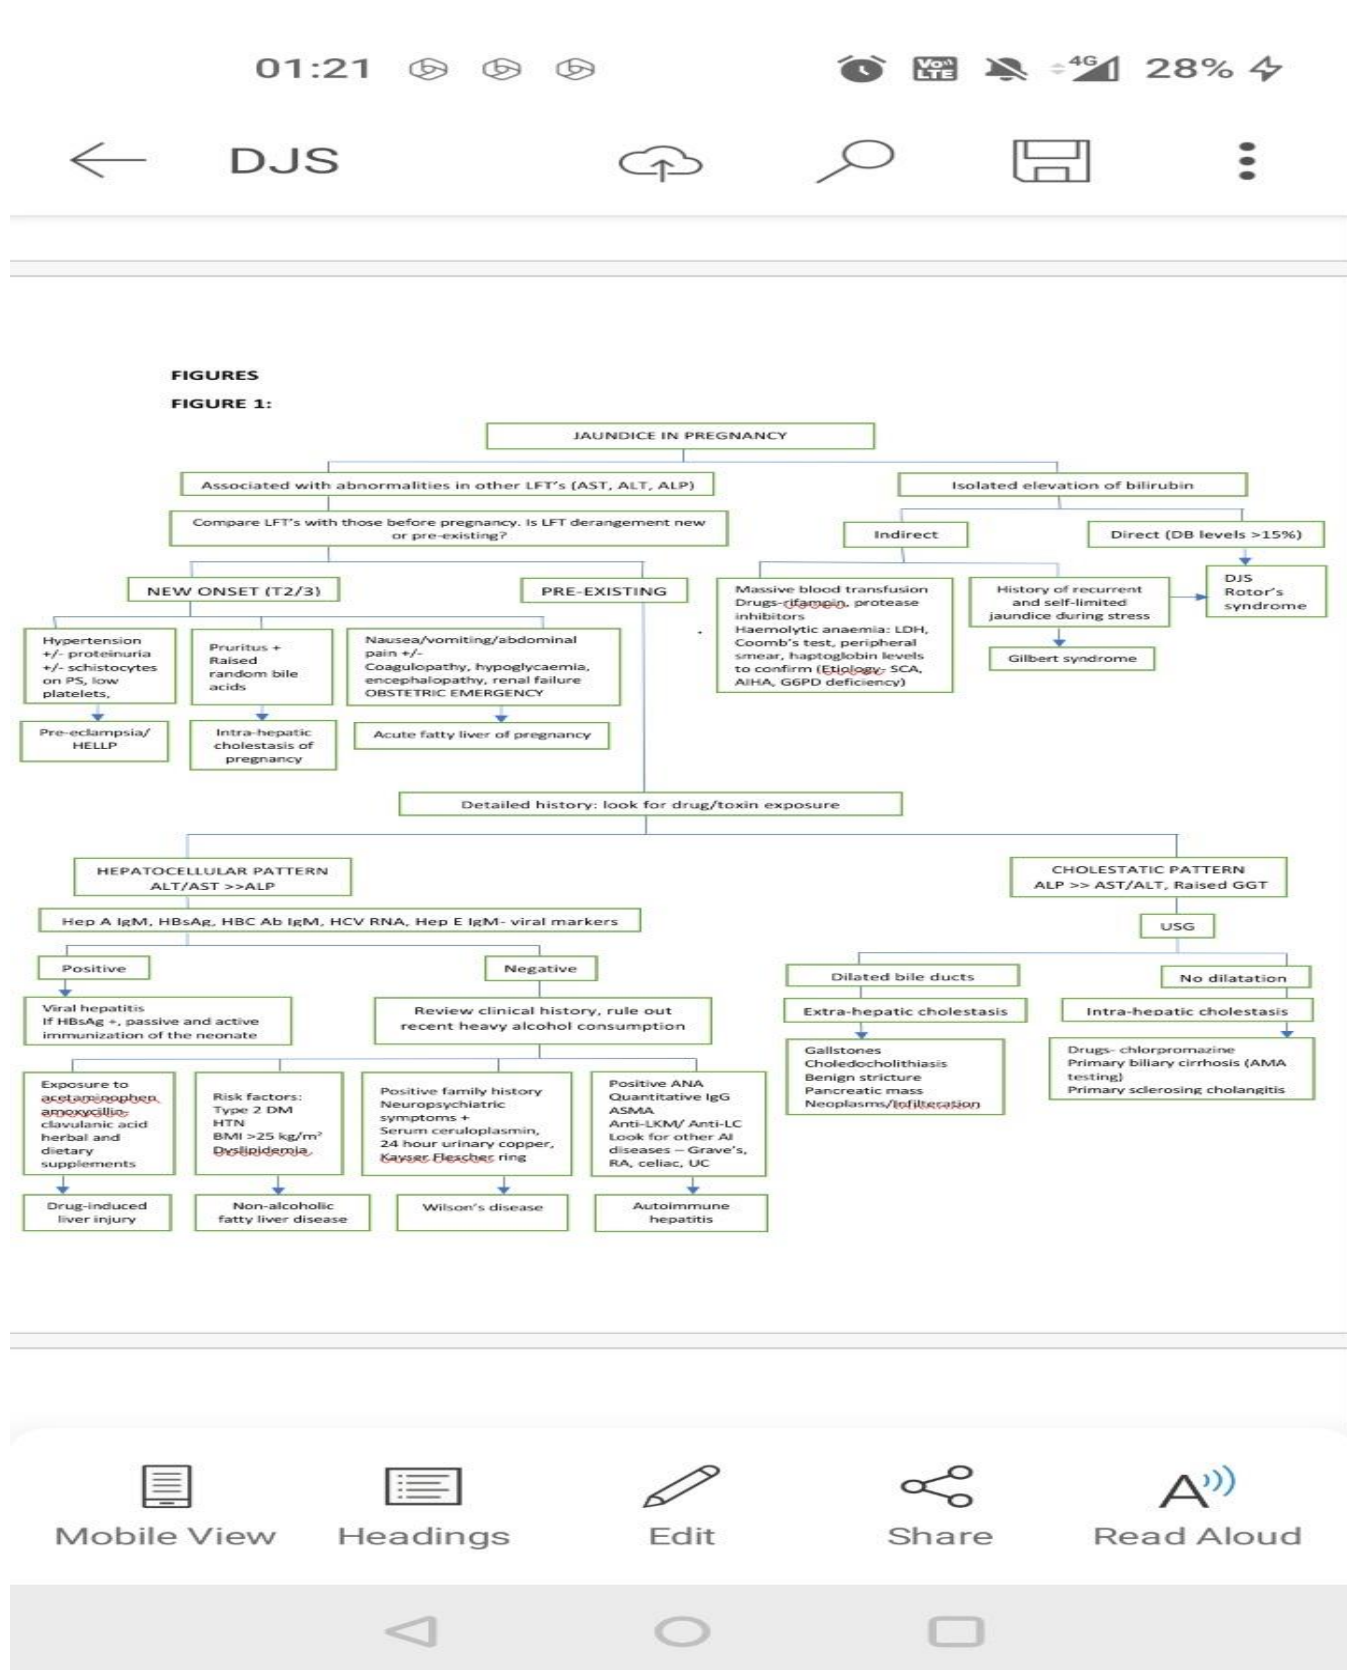 01:21
4G
28%
VoLTE
DJS
FIGURES
FIGURE 1:
JAUNDICE IN PREGNANCY
Associated with abnormalities in other LFT's (AST, ALT, ALP)
Isolated elevation of bilirubin
Compare LFT's with those before pregnancy. Is LFT derangement new
or pre-existing?
Indirect
Direct (DB levels >15%)
NEW ONSET (T2/3)
PRE-EXISTING
Massive blood transfusion
Drugs-rifampin, protease
inhibitors
Haemolytic anaemia: LDH,
Coomb's test, peripheral
smear, haptoglobin levels
to confirm (Etiology- SCA,
AIHA, G6PD deficiency)
History of recurrent
and self-limited
jaundice during stress
DJS
Rotor's
syndrome
Gilbert syndrome
Hypertension
+/- proteinuria
+/- schistocytes
on PS, low
platelets,
Pruritus +
Raised
random bile
acids
Nausea/vomiting/abdominal
pain +/-
Coagulopathy, hypoglycaemia,
encephalopathy, renal failure
OBSTETRIC EMERGENCY
Pre-eclampsia/
HELLP
Intra-hepatic
cholestasis of
pregnancy
Acute fatty liver of pregnancy
Detailed history: look for drug/toxin exposure
HEPATOCELLULAR PATTERN
ALT/AST >>ALP
CHOLESTATIC PATTERN
ALP >> AST/ALT, Raised GGT
Hep A IgM, HBsAg, HBC Ab IgM, HCV RNA, Hep E IgM- viral markers
USG
Positive
Negative
Dilated bile ducts
No dilatation
Viral hepatitis
If HBsAg +, passive and active
immunization of the neonate
Review clinical history, rule out
recent heavy alcohol consumption
Extra-hepatic cholestasis
Intra-hepatic cholestasis
Gallstones
Choledocholithiasis
Benign stricture
Pancreatic mass
Neoplasms/Infilteration
Drugs- chlorpromazine
Primary biliary cirrhosis (AMA
testing)
Primary sclerosing cholangitis
Exposure to
acetaminophen,
amoxycillin-
clavulanic acid
herbal and
dietary
supplements
Risk factors:
Type 2 DM
HTN
BMI >25 kg/m²
Dyslipidemia
Positive family history
Neuropsychiatric
symptoms +
Serum ceruloplasmin,
24 hour urinary copper,
Kayser Flescher ring
Positive ANA
Quantitative IgG
ASMA
Anti-LKM/ Anti-LC
Look for other AI
diseases – Grave's,
RA, celiac, UC
Drug-induced
liver injury
Non-alcoholic
fatty liver disease
Wilson's disease
Autoimmune
hepatitis
Mobile View
Headings
Edit
Share
Read Aloud